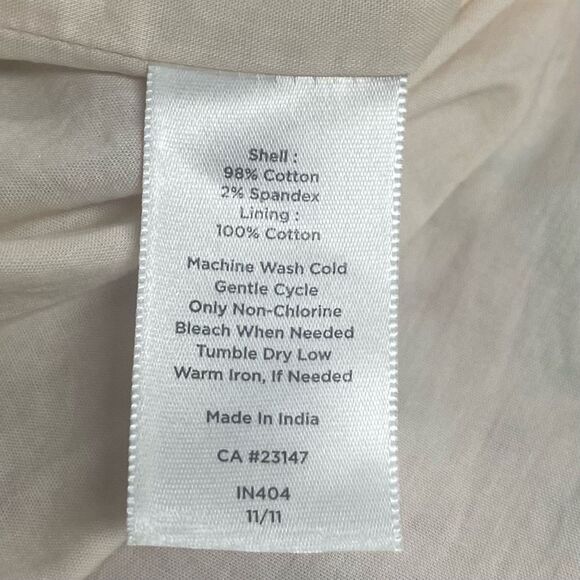 Shell :
98% Cotton
2% Spandex
Lining :
100% Cotton
Machine Wash Cold
Gentle Cycle
Only Non-Chlorine
Bleach When Needed
Tumble Dry Low
Warm Iron, If Needed
Made In India
CA #23147
IN404
11/11